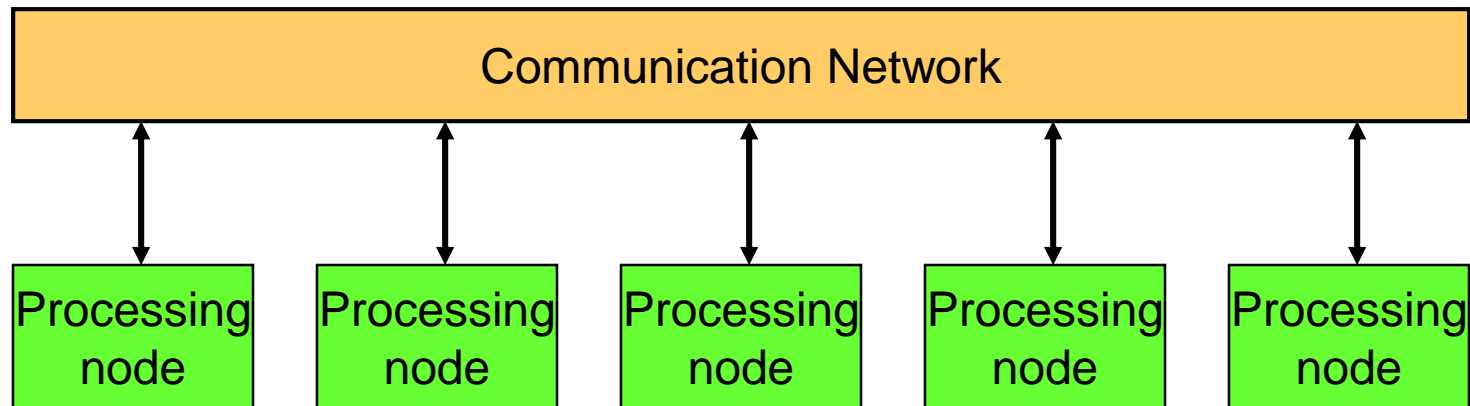 Communication Network
Processing
node
Processing
node
Processing
node
Processing
node
Processing
node